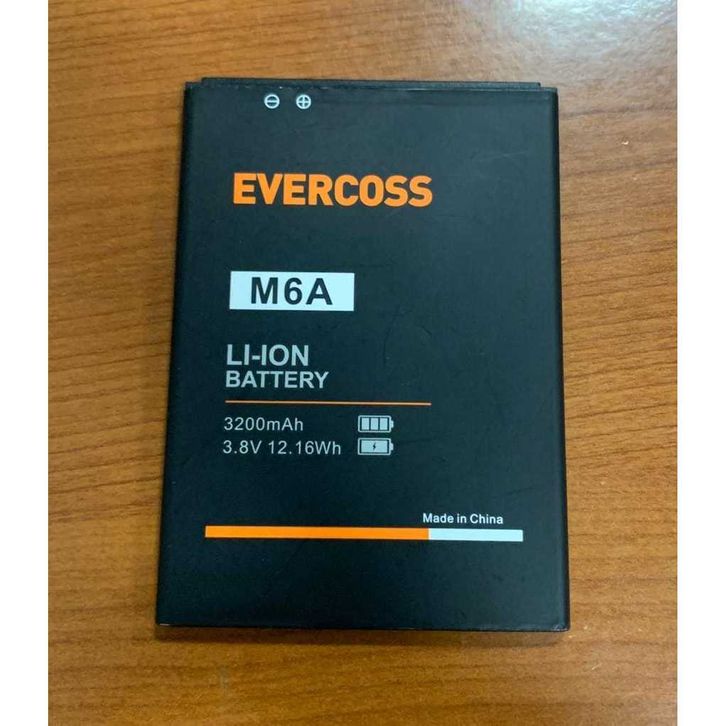 ⊖ ⊕
EVERCOSS
M6A
LI-ION
BATTERY
3200mAh
3.8V 12.16Wh
Made in China